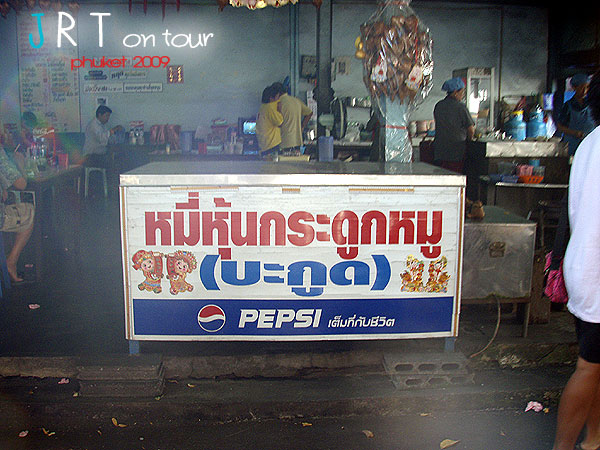 J R T on tour
phuket 2009
หมี่หุ้นกระดูกหมู
(บะกูด)
PEPSI เต็มที่กับชีวิต